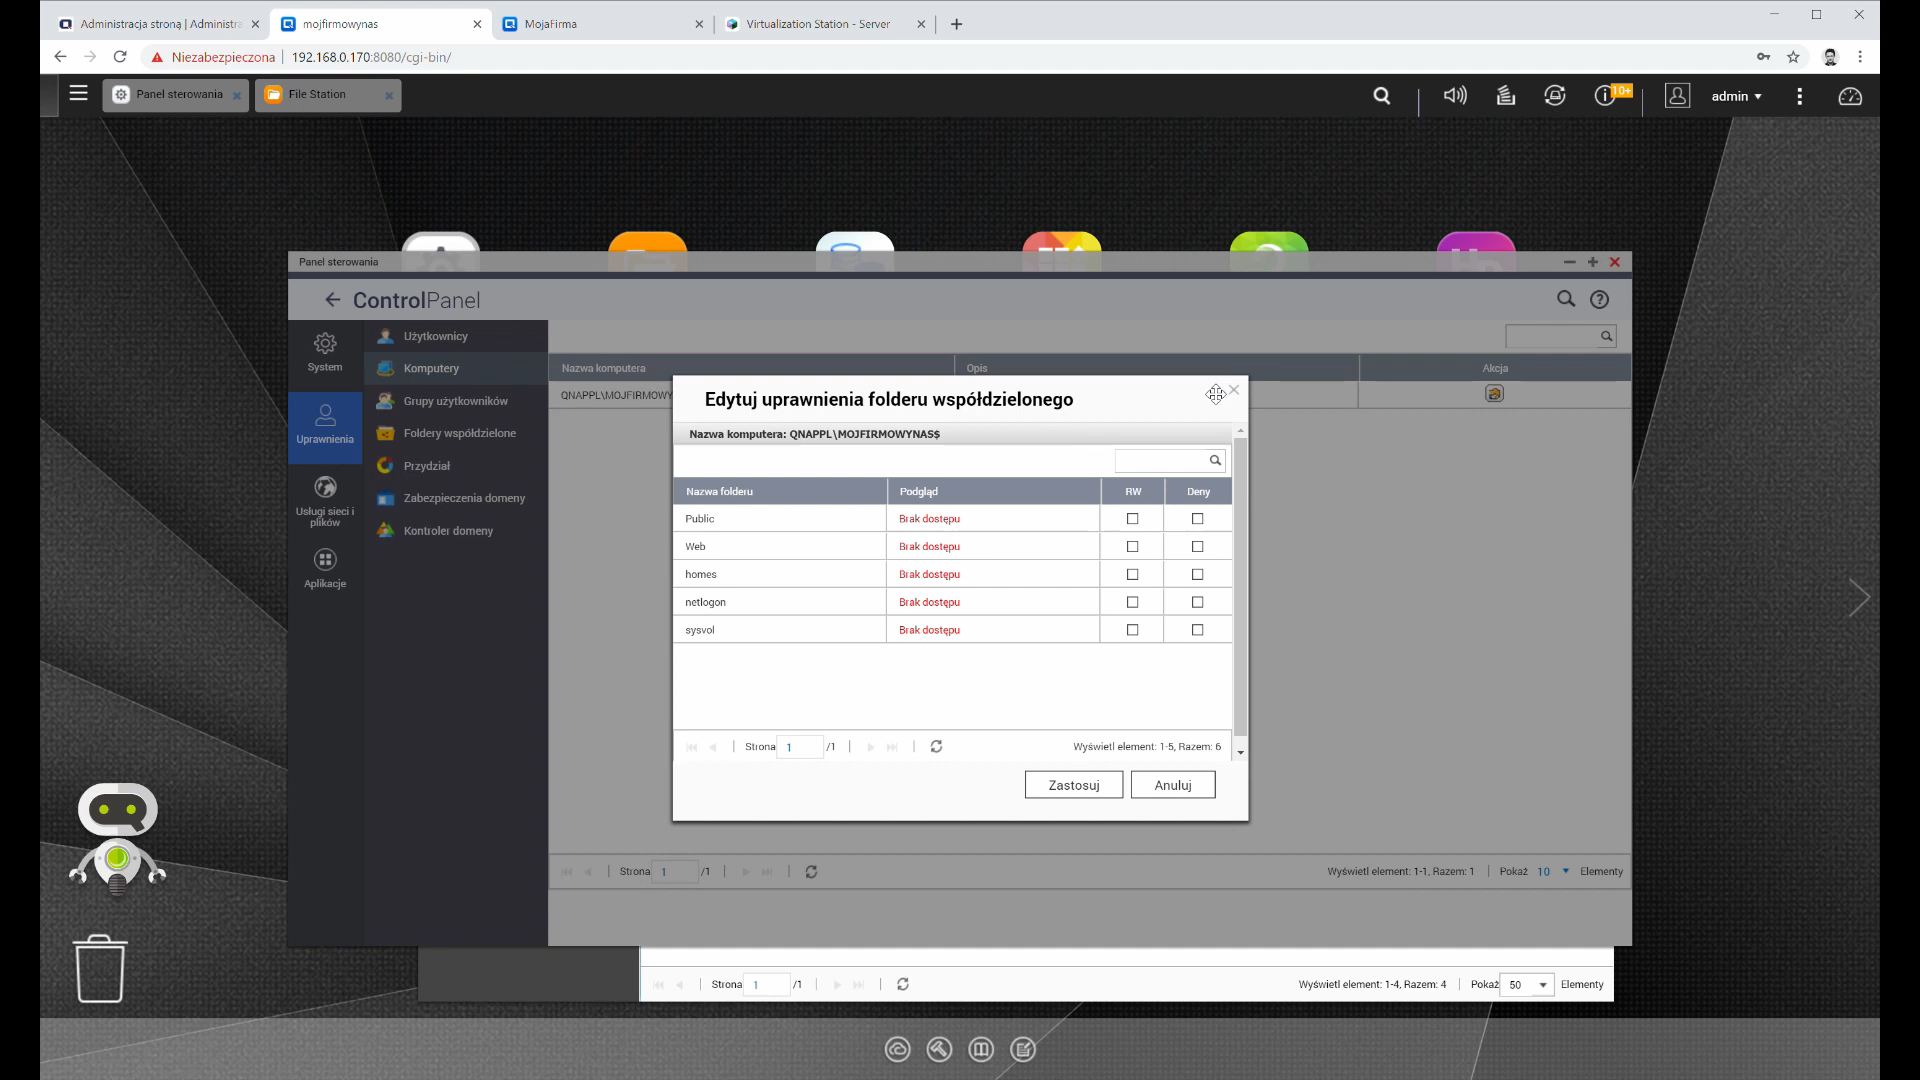 Administracja stroną | Administra
mojfirmowynas
MojaFirma
Virtualization Station - Server
Niezabezpieczona
192.168.0.170:8080/cgi-bin/
Panel sterowania
File Station
10+
admin
Panel sterowania
ControlPanel
System
Uprawnienia
Usługi sieci i
plików
Aplikacje
Użytkownicy
Komputery
Grupy użytkowników
Foldery współdzielone
Przydział
Zabezpieczenia domeny
Kontroler domeny
Nazwa komputera
Opis
Akcja
QNAPPL\MOJFIRMOWY
Edytuj uprawnienia folderu współdzielonego
Nazwa komputera: QNAPPL\MOJFIRMOWYNAS$
Nazwa folderu
Podgląd
RW
Deny
Public
Brak dostępu
Web
Brak dostępu
homes
Brak dostępu
netlogon
Brak dostępu
sysvol
Brak dostępu
Strona 1 /1
Wyświetl element: 1-5, Razem: 6
Zastosuj
Anuluj
Strona 1 /1
Wyświetl element: 1-1, Razem: 1
Pokaż 10
Elementy
Strona 1 /1
Wyświetl element: 1-4, Razem: 4
Pokaż 50
Elementy